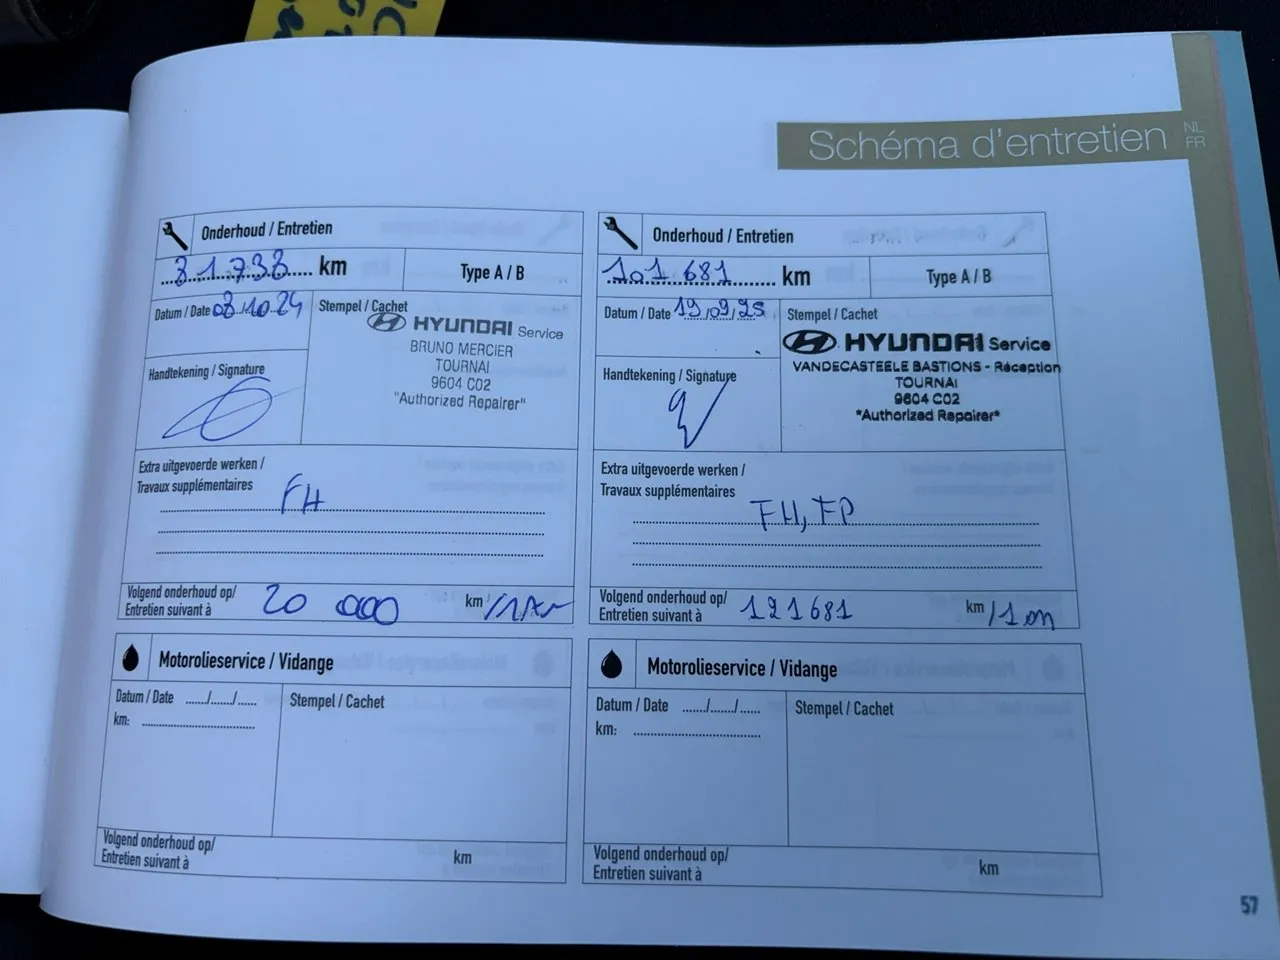 Schéma d'entretien
NL
FR
Onderhoud / Entretien
81.738 km
Type A / B
Datum / Date 08.10.24
Stempel / Cachet
HYUNDAI Service
BRUNO MERCIER
TOURNAI
9604 C02
"Authorized Repairer"
Handtekening / Signature
Extra uitgevoerde werken /
Travaux supplémentaires
FH
Volgend onderhoud op/
Entretien suivant à
20 000 km /1An
Motorolieservice / Vidange
Datum / Date ....../....../......
km:
Stempel / Cachet
Volgend onderhoud op/
Entretien suivant à
km
Onderhoud / Entretien
101 681 km
Type A / B
Datum / Date 19/09/25
Stempel / Cachet
HYUNDAI Service
VANDECASTEELE BASTIONS - Réception
TOURNAI
9604 C02
"Authorized Repairer"
Handtekening / Signature
Extra uitgevoerde werken /
Travaux supplémentaires
FH, FP
Volgend onderhoud op/
Entretien suivant à
121681 km /1 an
Motorolieservice / Vidange
Datum / Date ....../....../......
km:
Stempel / Cachet
Volgend onderhoud op/
Entretien suivant à
km
57